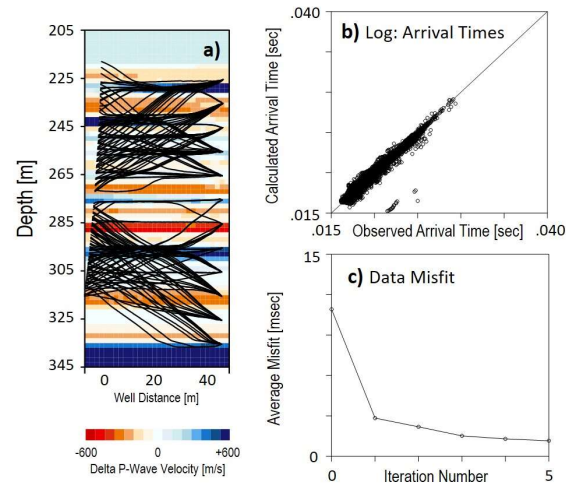 a)
205
225
245
265
285
305
325
345
Depth [m]
0 20 40
Well Distance [m]
-600 0 +600
Delta P-Wave Velocity [m/s]
b) Log: Arrival Times
.040
Calculated Arrival Time [sec]
.015
.015 Observed Arrival Time [sec] .040
c) Data Misfit
15
Average Misfit [msec]
0
0 5
Iteration Number